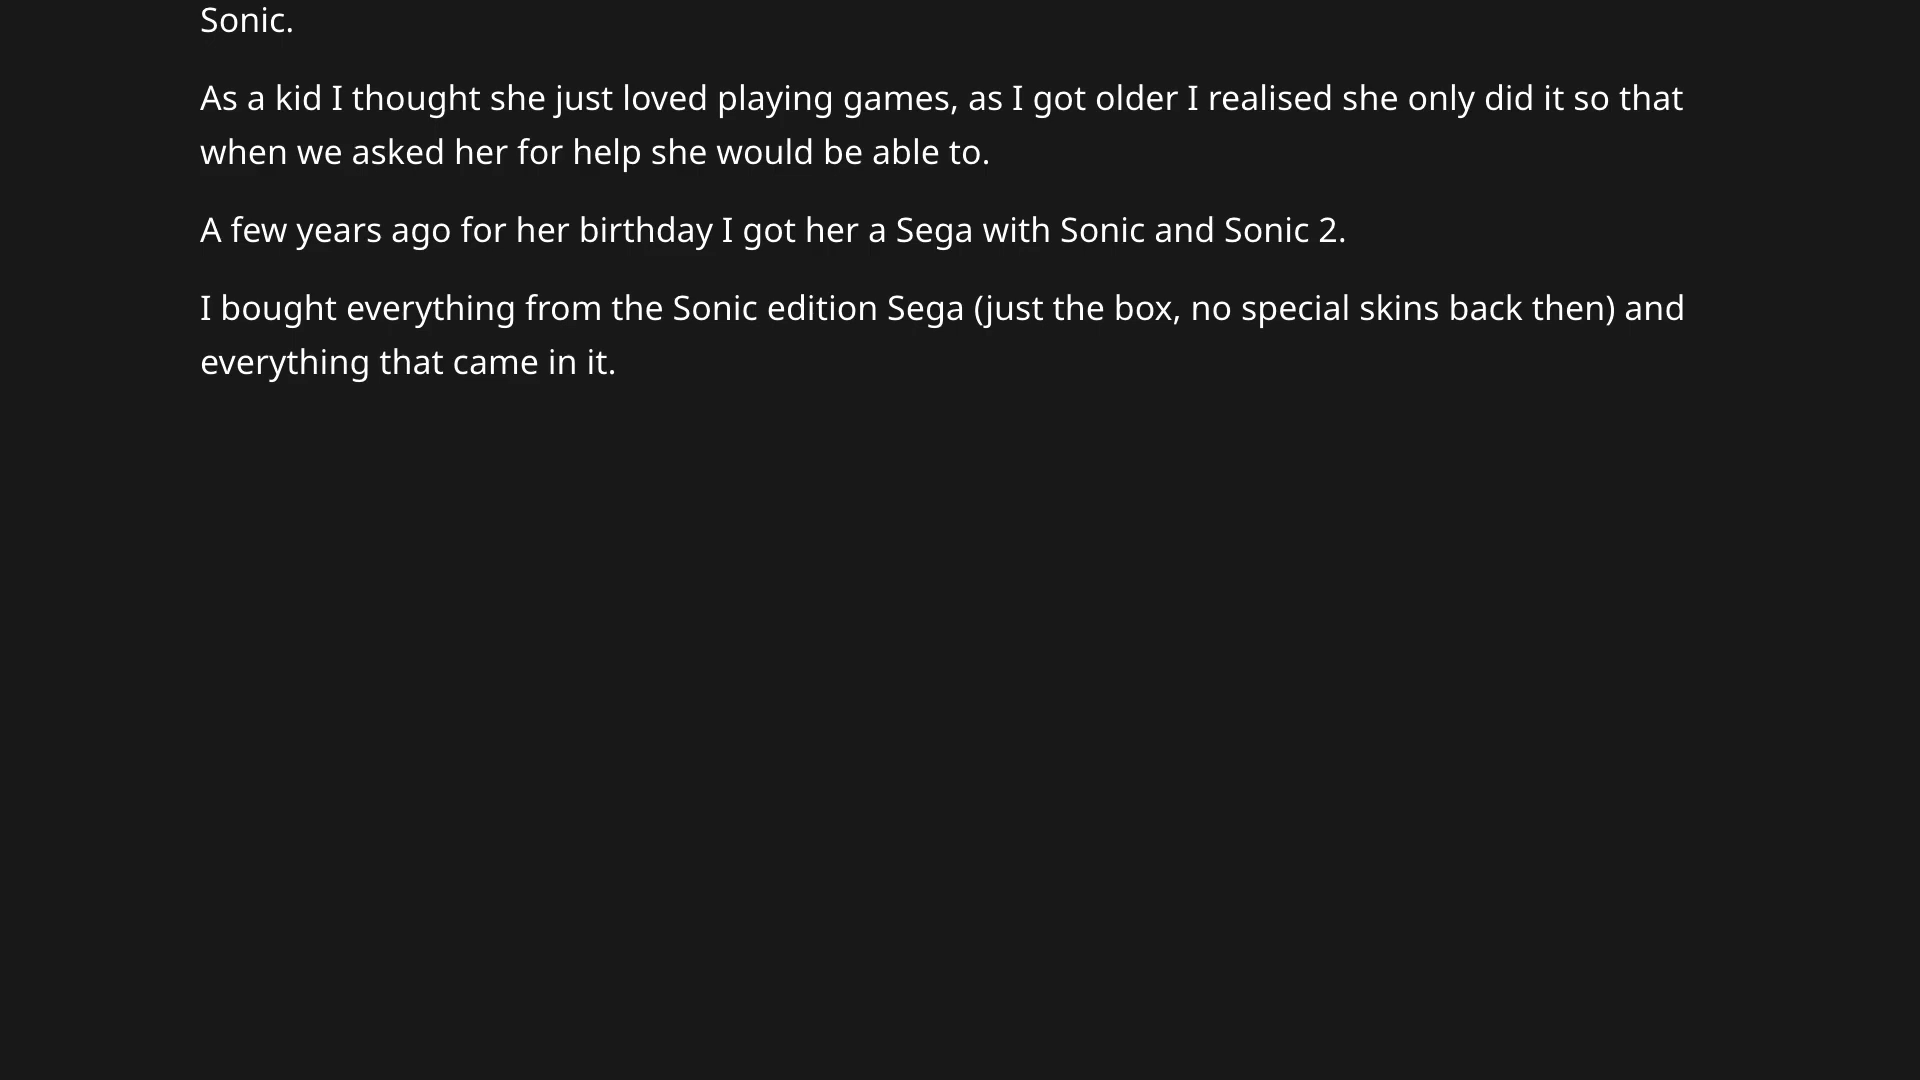 Sonic.
As a kid I thought she just loved playing games, as I got older I realised she only did it so that
when we asked her for help she would be able to.
A few years ago for her birthday I got her a Sega with Sonic and Sonic 2.
I bought everything from the Sonic edition Sega (just the box, no special skins back then) and
everything that came in it.